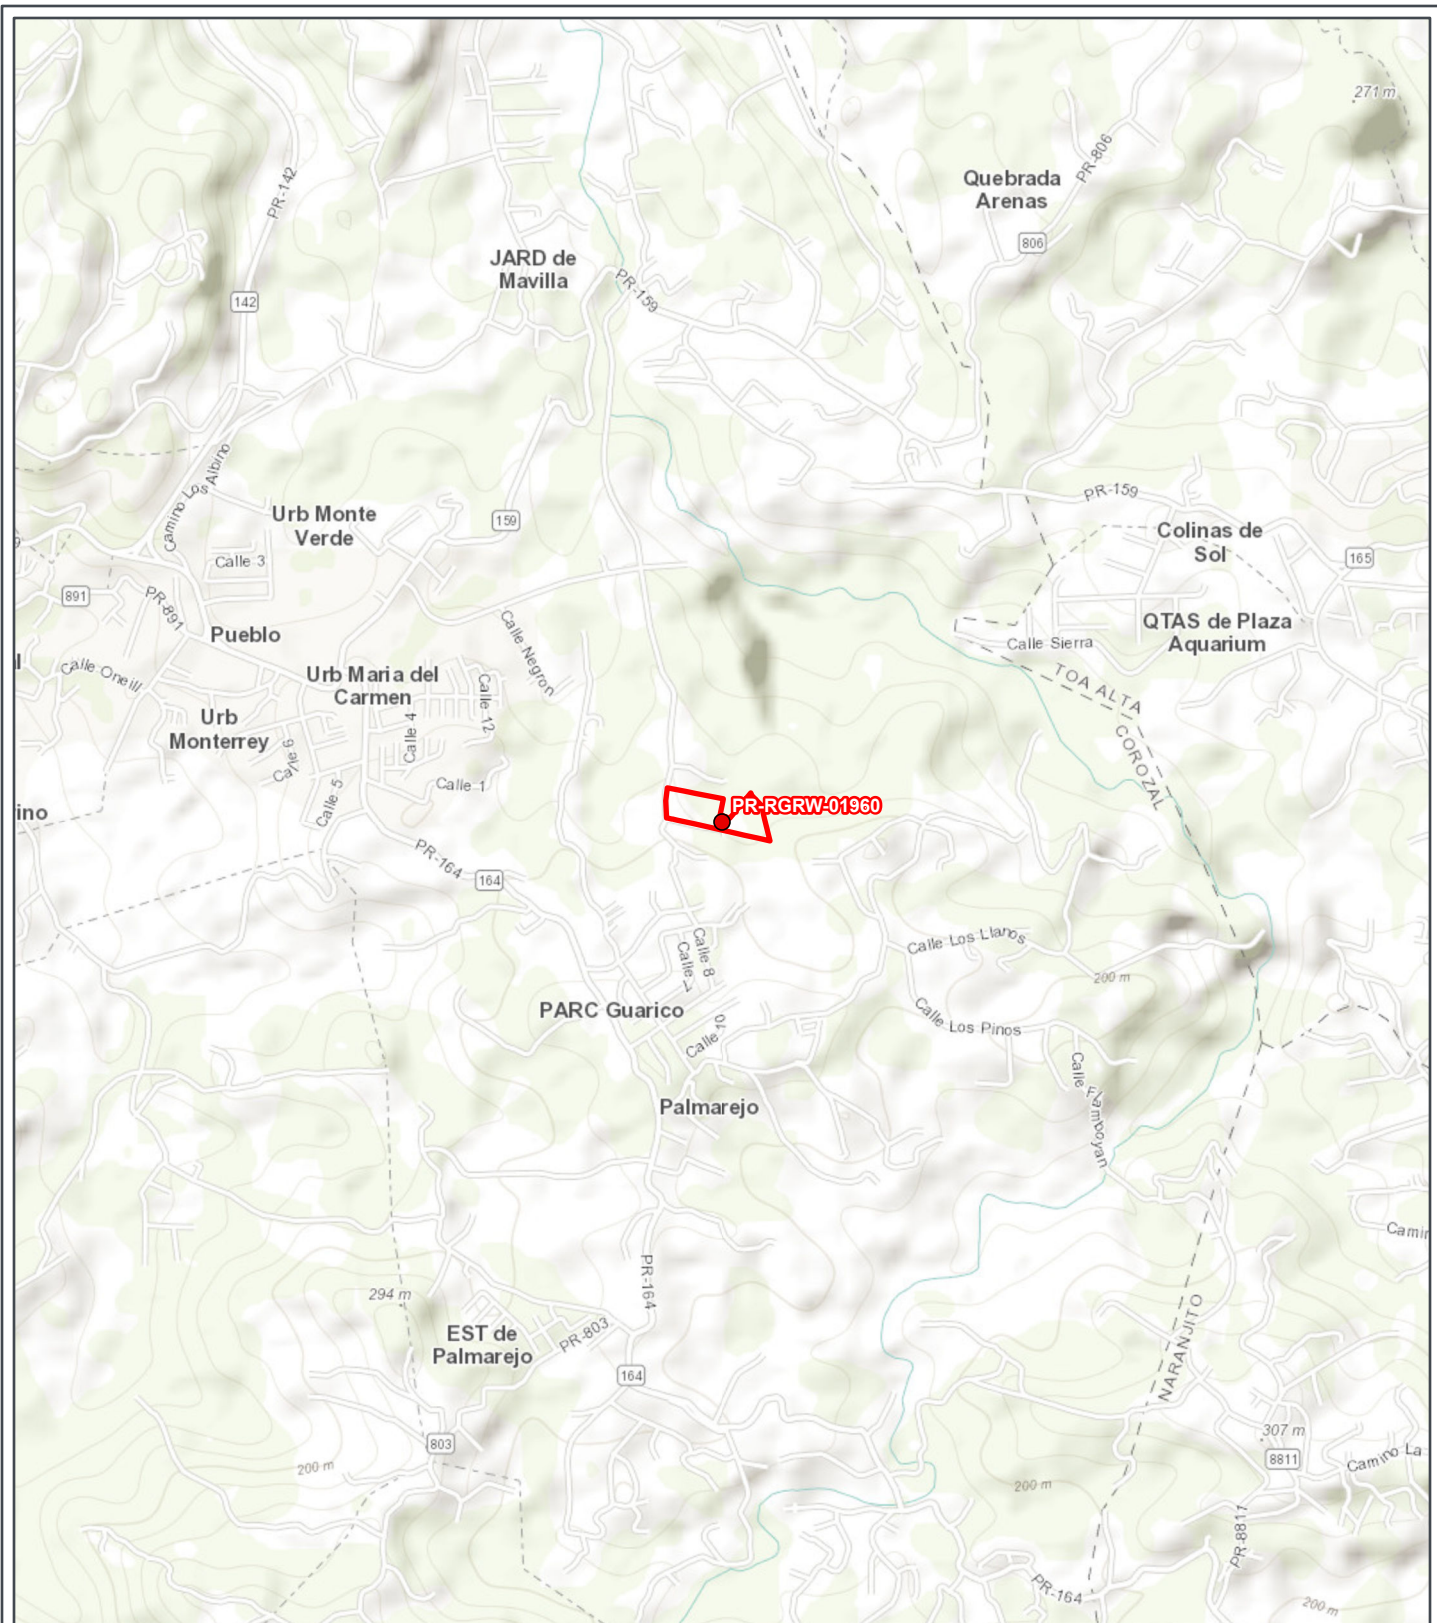 271 m
PR-142
PR-806
Quebrada
Arenas
806
JARD de
Mavilla
PR-159
142
Camino Los Albino
PR-159
Urb Monte
Verde
159
Colinas de
Sol
165
Calle 3
891
PR-891
Pueblo
Calle Negron
QTAS de Plaza
Aquarium
Calle Sierra
Calle Oneill
Urb Maria del
Carmen
TOA ALTA
Calle 12
Urb
Monterrey
Calle 4
COROZAL
Calle 6
Calle 1
Calle 5
ino
PR-RGRW-01960
PR-164
164
Calle Los Llanos
Calle 8
Calle 7
200 m
PARC Guarico
Calle 10
Calle Los Pinos
Calle Flamboyan
Palmarejo
Camin
PR-164
294 m
EST de
Palmarejo
PR-803
NARANJITO
164
803
307 m
8811
Camino La
200 m
200 m
PR-8811
PR-164
200 m